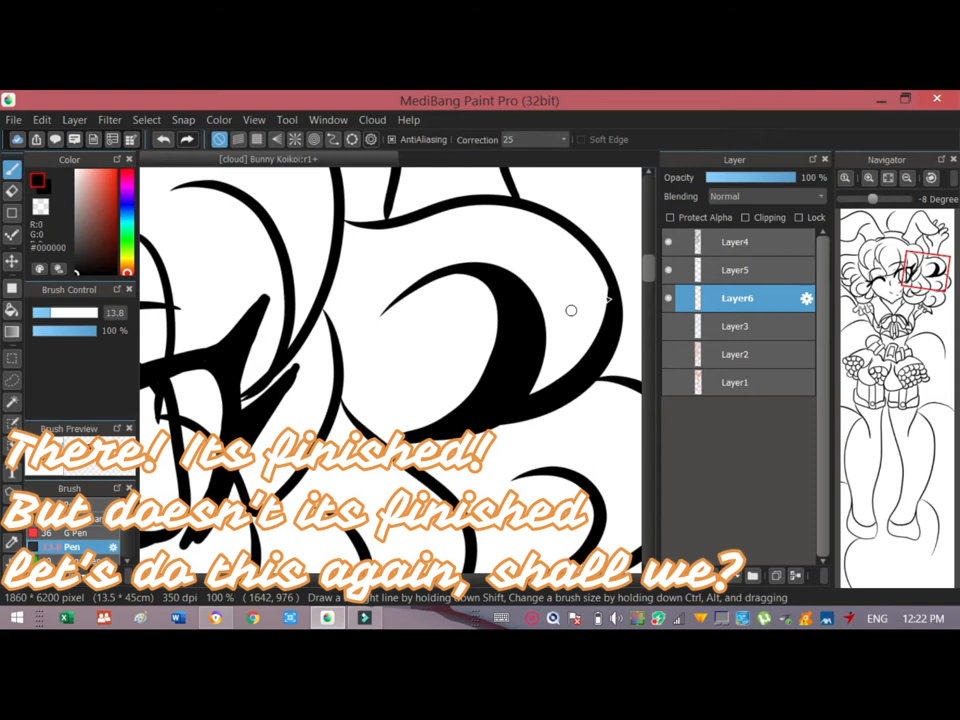 MediBang Paint Pro (32bit)
File Edit Layer Filter Select Snap Color View Tool Window Cloud Help
AntiAliasing Correction 25 Soft Edge
Color
[cloud] Bunny Koikoi:r1+
Layer
Navigator
Opacity 100 %
Blending Normal
-8 Degree
Protect Alpha Clipping Lock
R:0
G:0
#000000
Layer4
Layer5
Layer6
Layer3
Layer2
Layer1
Brush Control
13.8
100 %
Brush Preview
Brush
36 G Pen
13.8 Pen
There! Its finished!
But doesn't its finished
let's do this again, shall we?
1860 * 6200 pixel (13.5 * 45cm) 350 dpi 100 % ( 1642, 976 ) Draw a line by holding down Shift, Change a brush size by holding down Ctrl, Alt, and dragging
ENG 12:22 PM